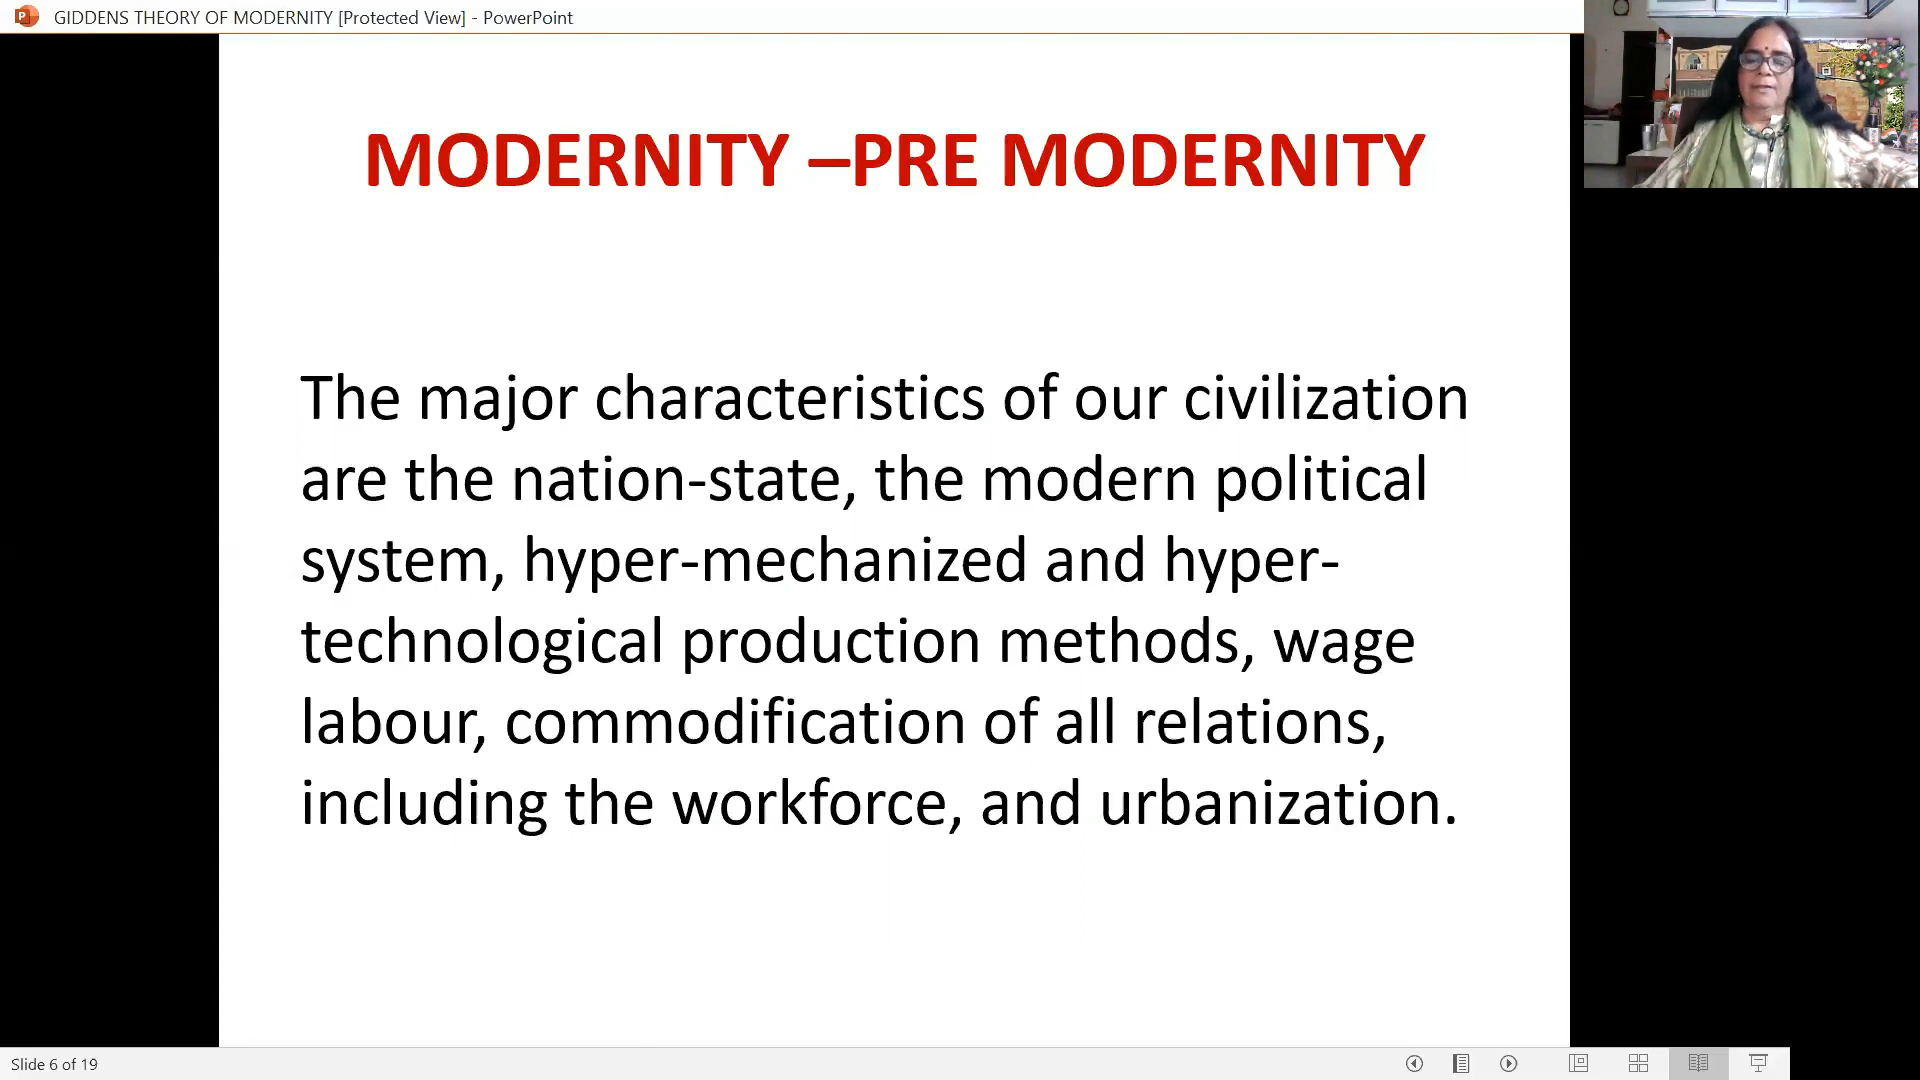 GIDDENS THEORY OF MODERNITY [Protected View] - PowerPoint
MODERNITY –PRE MODERNITY
The major characteristics of our civilization
are the nation-state, the modern political
system, hyper-mechanized and hyper-
technological production methods, wage
labour, commodification of all relations,
including the workforce, and urbanization.
Slide 6 of 19